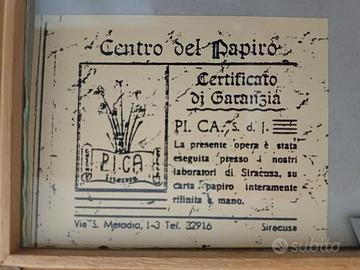 Centro del Papiro
Certificato
di Garanzia
PI. CA. S. d. f.
La presente opera è stata
eseguita presso i nostri
laboratori di Siracusa, su
carta papiro interamente
rifinita a mano.
P.I.C.A
Siracusa
Via S. Metodio, 1-3 Tel. 32916
Siracusa
subito